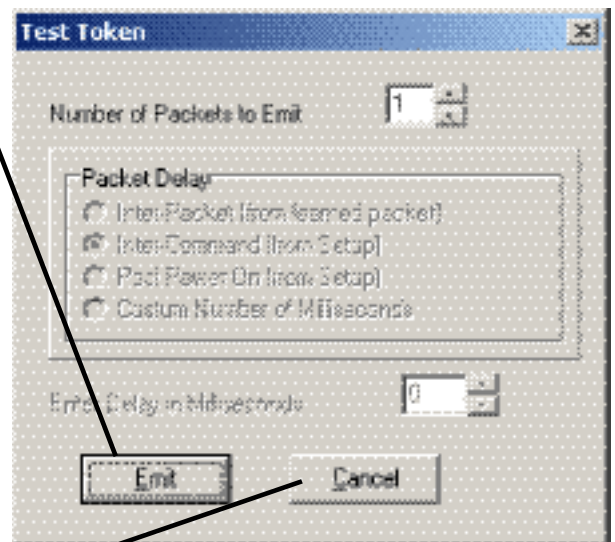 Test Token
Number of Packets to Emit 1
Packet Delay
Inter-Packet (from learned packet)
Inter-Command (from Setup)
Post Power On (from Setup)
Custom Number of Milliseconds
Enter Delay in Milliseconds 0
Emit Cancel